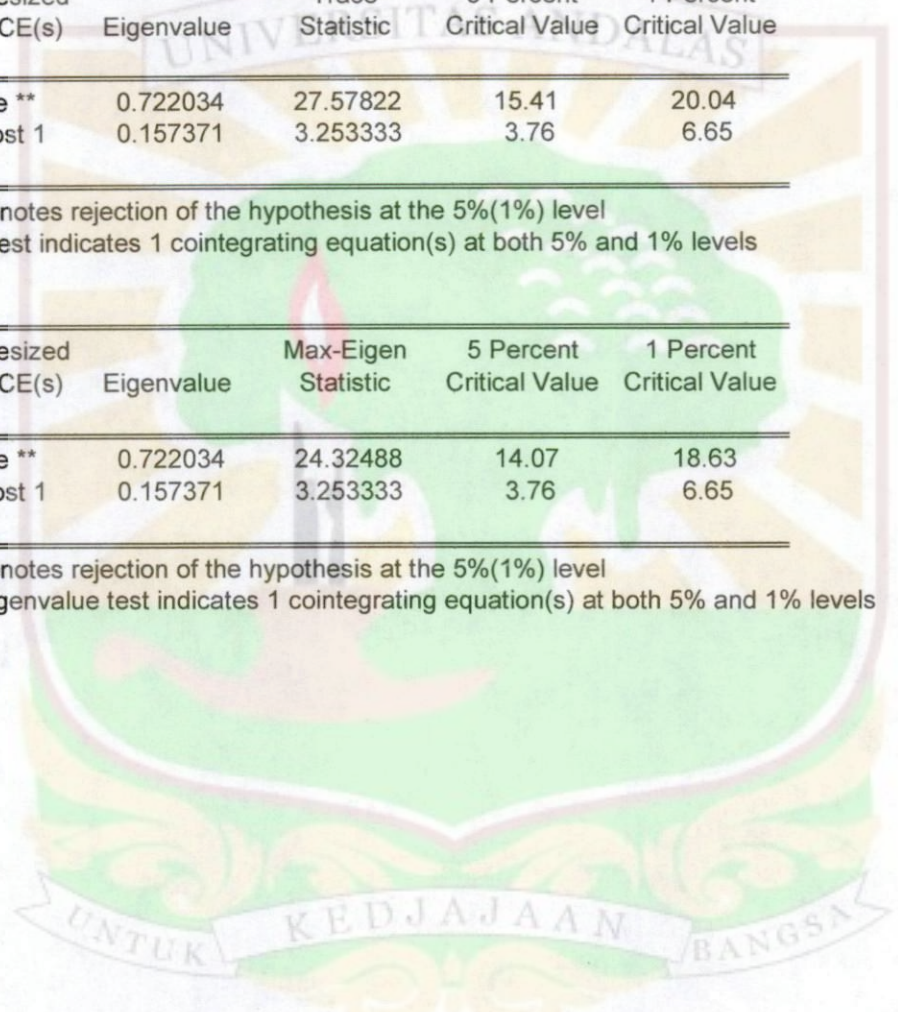 CE(s) Eigenvalue Statistic Critical Value Critical Value
UNIVERSITAS ANDALAS
e ** 0.722034 27.57822 15.41 20.04
ost 1 0.157371 3.253333 3.76 6.65
notes rejection of the hypothesis at the 5%(1%) level
est indicates 1 cointegrating equation(s) at both 5% and 1% levels
esized Max-Eigen 5 Percent 1 Percent
CE(s) Eigenvalue Statistic Critical Value Critical Value
e ** 0.722034 24.32488 14.07 18.63
ost 1 0.157371 3.253333 3.76 6.65
notes rejection of the hypothesis at the 5%(1%) level
genvalue test indicates 1 cointegrating equation(s) at both 5% and 1% levels
UNTUK KEDJAJAAN BANGSA